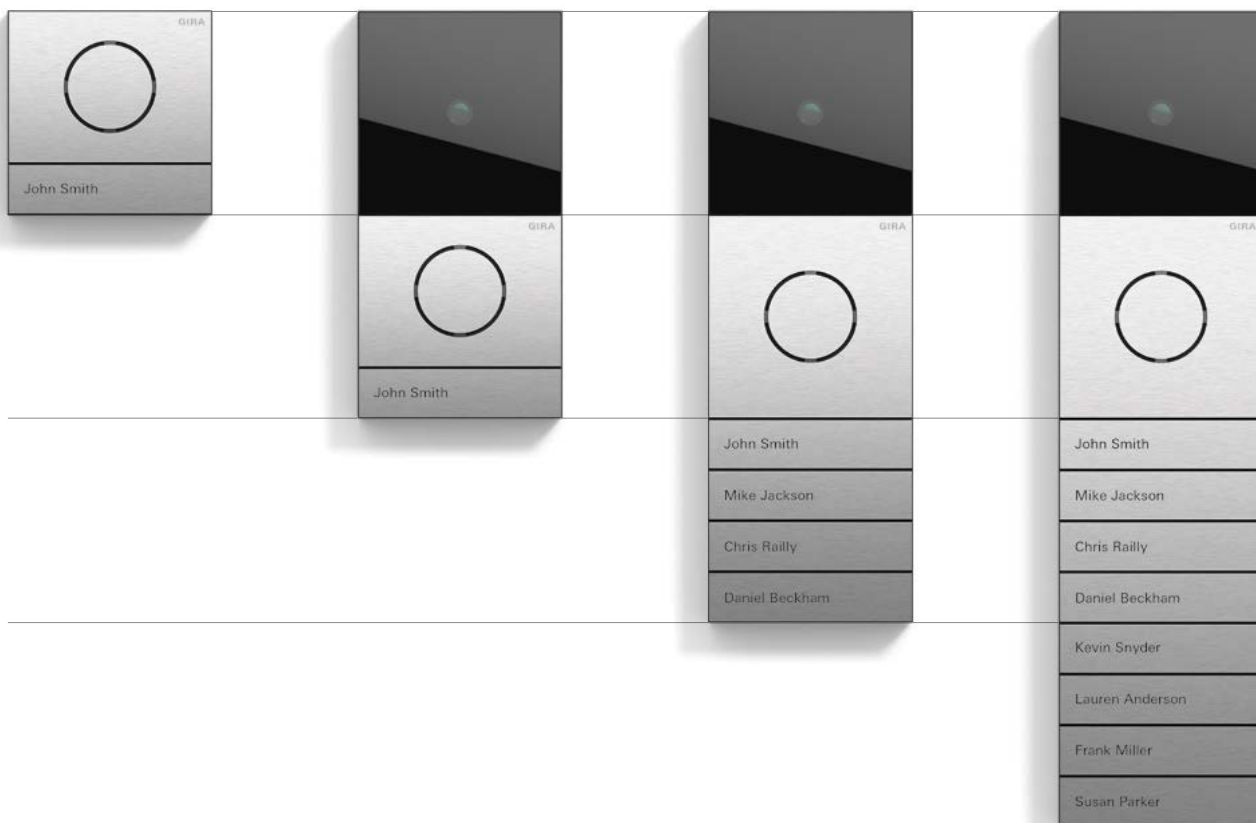 GIRA
John Smith
GIRA
John Smith
GIRA
John Smith
Mike Jackson
Chris Railly
Daniel Beckham
GIRA
John Smith
Mike Jackson
Chris Railly
Daniel Beckham
Kevin Snyder
Lauren Anderson
Frank Miller
Susan Parker